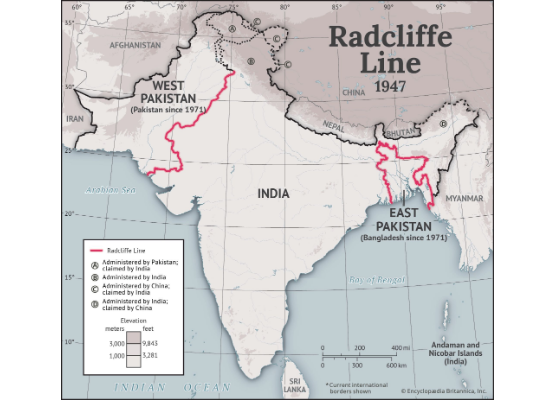 60°
65°
70°
75°
80°
85°
90°
95°
35°
30°
25°
20°
15°
10°
Radcliffe
Line
1947
AFGHANISTAN
A
C
C
B
C
WEST
PAKISTAN
(Pakistan since 1971)
CHINA
IRAN
NEPAL
BHUTAN
D
INDIA
MYANMAR
Arabian Sea
EAST
PAKISTAN
(Bangladesh since 1971)
Bay of Bengal
Radcliffe Line
A Administered by Pakistan;
claimed by India
B Administered by India
C Administered by China;
claimed by India
D Administered by India;
claimed by China
Elevation
meters feet
3,000 9,843
1,000 3,281
0 200 400 mi
0 300 600 km
Andaman and
Nicobar Islands
(India)
SRI
LANKA
INDIAN OCEAN
*Current international
borders shown
© Encyclopædia Britannica, Inc.